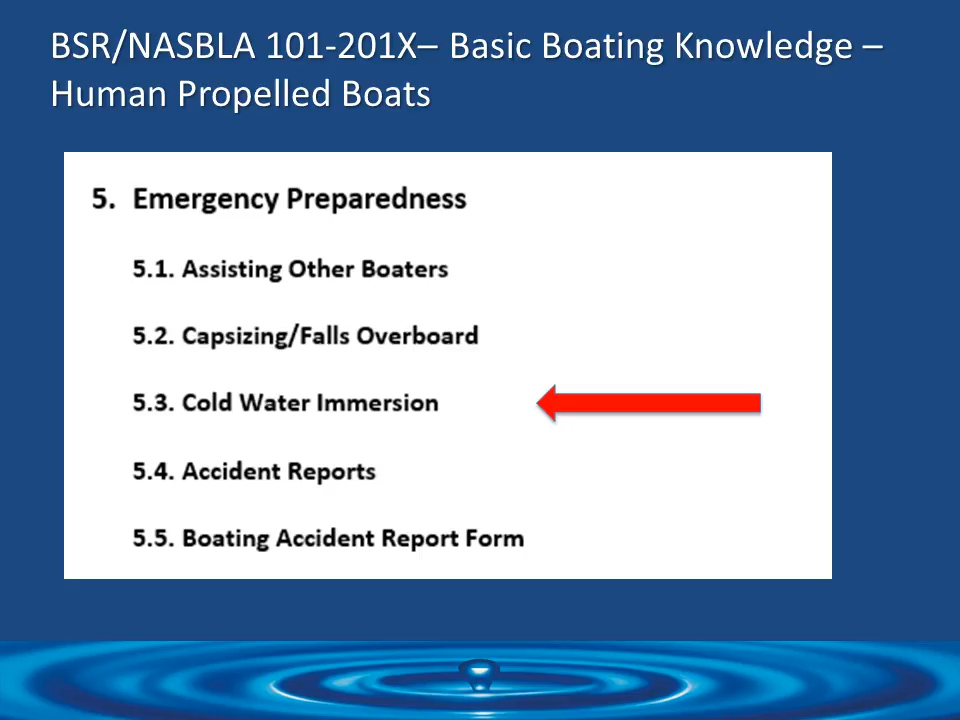 BSR/NASBLA 101-201X– Basic Boating Knowledge –
Human Propelled Boats
5. Emergency Preparedness
5.1. Assisting Other Boaters
5.2. Capsizing/Falls Overboard
5.3. Cold Water Immersion
5.4. Accident Reports
5.5. Boating Accident Report Form